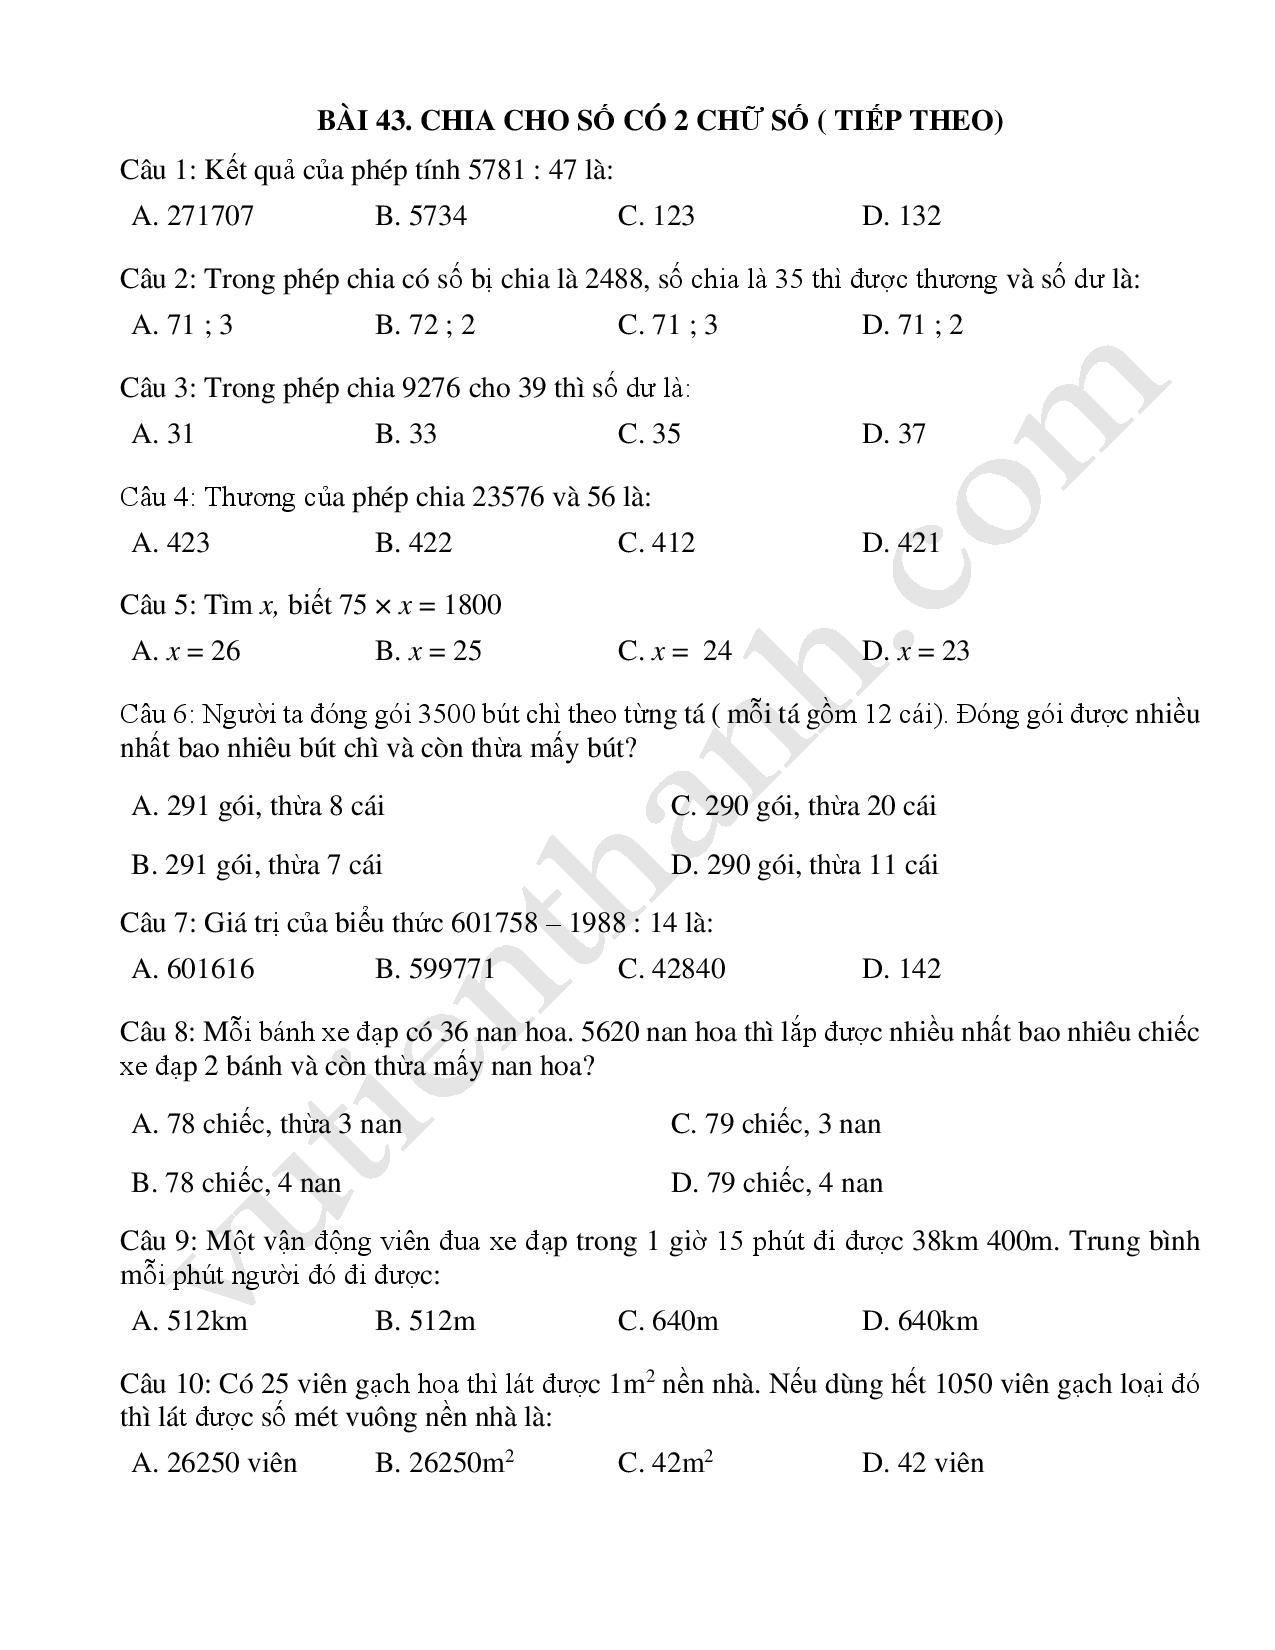 BÀI 43. CHIA CHO SỐ CÓ 2 CHỮ SỐ ( TIẾP THEO)
Câu 1: Kết quả của phép tính 5781 : 47 là:
A. 271707 B. 5734 C. 123 D. 132
Câu 2: Trong phép chia có số bị chia là 2488, số chia là 35 thì được thương và số dư là:
A. 71 ; 3 B. 72 ; 2 C. 71 ; 3 D. 71 ; 2
Câu 3: Trong phép chia 9276 cho 39 thì số dư là:
A. 31 B. 33 C. 35 D. 37
Câu 4: Thương của phép chia 23576 và 56 là:
A. 423 B. 422 C. 412 D. 421
Câu 5: Tìm x, biết 75 × x = 1800
A. x = 26 B. x = 25 C. x = 24 D. x = 23
Câu 6: Người ta đóng gói 3500 bút chì theo từng tá ( mỗi tá gồm 12 cái). Đóng gói được nhiều
nhất bao nhiêu bút chì và còn thừa mấy bút?
A. 291 gói, thừa 8 cái C. 290 gói, thừa 20 cái
B. 291 gói, thừa 7 cái D. 290 gói, thừa 11 cái
Câu 7: Giá trị của biểu thức 601758 – 1988 : 14 là:
A. 601616 B. 599771 C. 42840 D. 142
Câu 8: Mỗi bánh xe đạp có 36 nan hoa. 5620 nan hoa thì lắp được nhiều nhất bao nhiêu chiếc
xe đạp 2 bánh và còn thừa mấy nan hoa?
A. 78 chiếc, thừa 3 nan C. 79 chiếc, 3 nan
B. 78 chiếc, 4 nan D. 79 chiếc, 4 nan
Câu 9: Một vận động viên đua xe đạp trong 1 giờ 15 phút đi được 38km 400m. Trung bình
mỗi phút người đó đi được:
A. 512km B. 512m C. 640m D. 640km
Câu 10: Có 25 viên gạch hoa thì lát được 1m² nền nhà. Nếu dùng hết 1050 viên gạch loại đó
thì lát được số mét vuông nền nhà là:
A. 26250 viên B. 26250m² C. 42m² D. 42 viên
vutienthanh.com